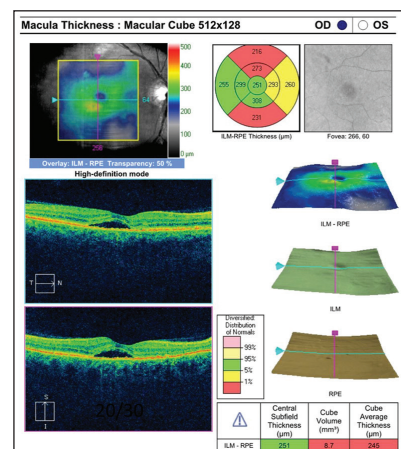 Macula Thickness : Macular Cube 512x128
OD OS
500
400
300
200
100
0 µm
258
Overlay: ILM - RPE Transparency: 50 %
216
273
255 299 251 293 260
308
231
ILM-RPE Thickness (µm)
Fovea: 266, 60
High-definition mode
T N
S
I
20/30
ILM - RPE
ILM
RPE
Diversified:
Distribution
of Normals
99%
95%
5%
1%
Central
Subfield
Thickness
(µm)
Cube
Volume
(mm³)
Cube
Average
Thickness
(µm)
ILM - RPE 251 8.7 245